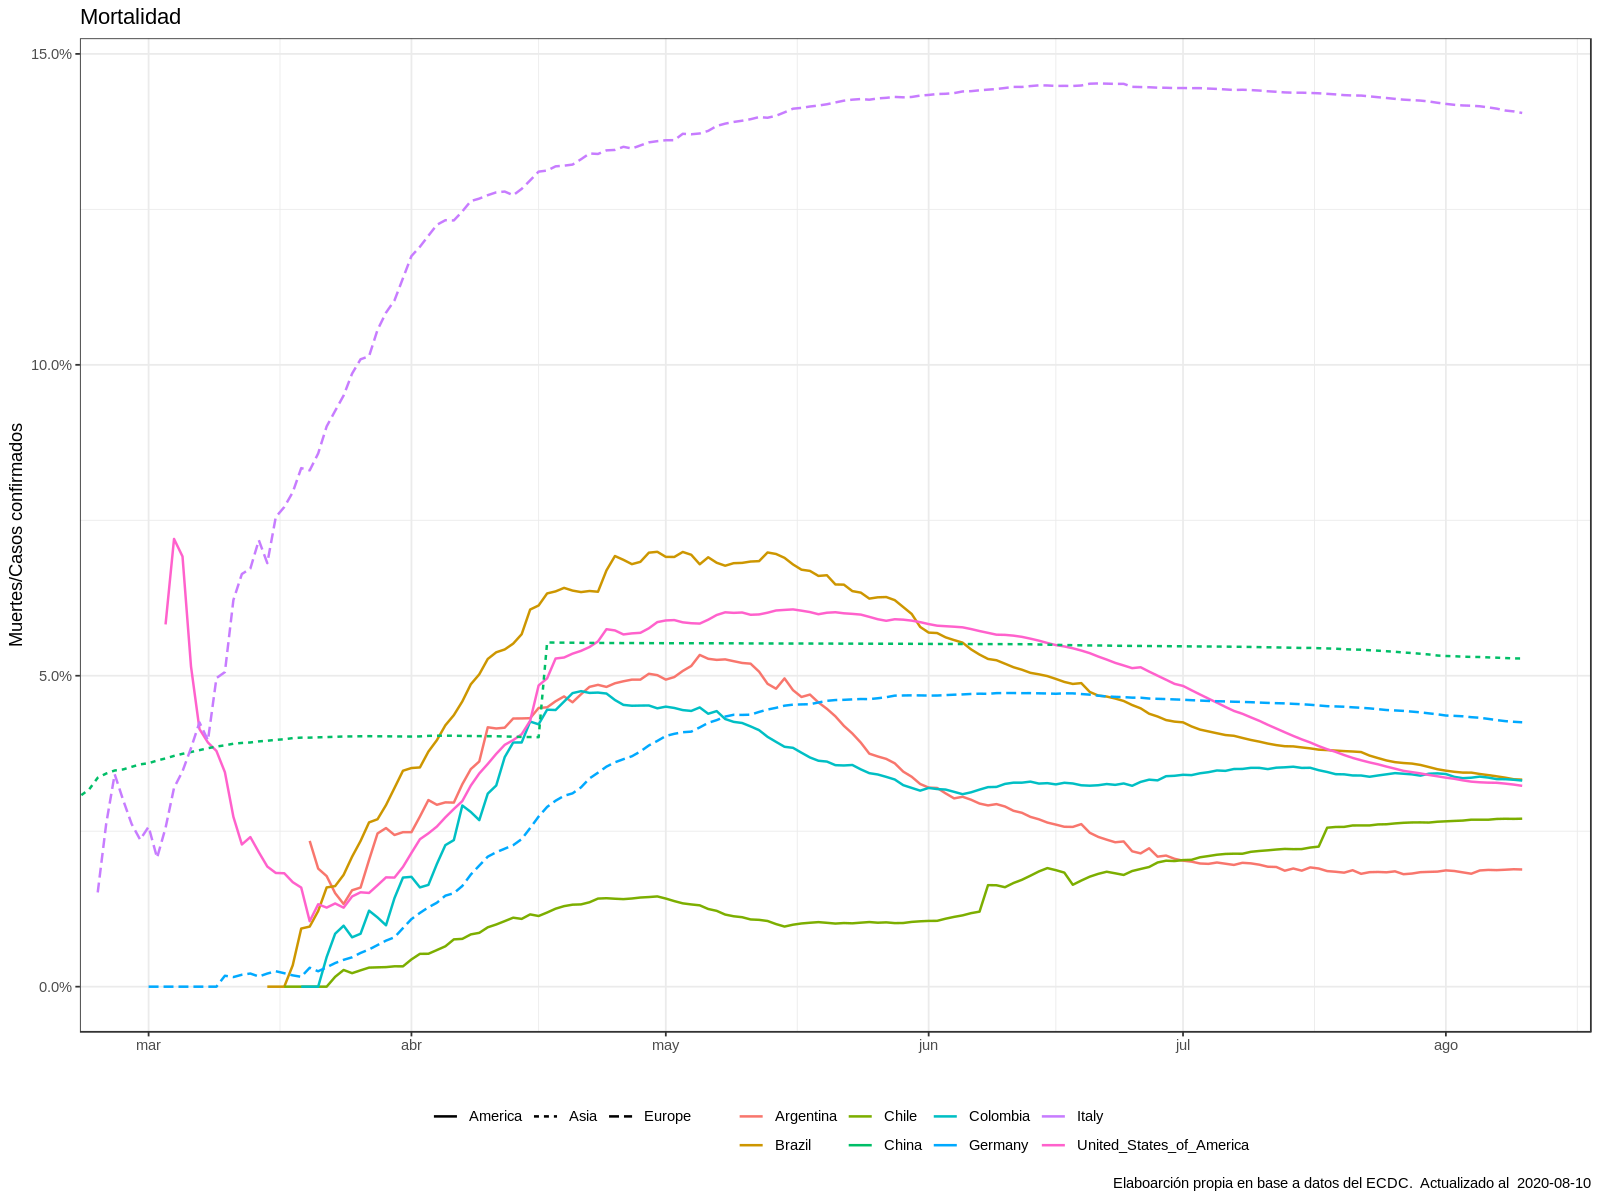 Mortalidad
15.0%
10.0%
5.0%
0.0%
Muertes/Casos confirmados
mar abr may jun jul ago
America Asia Europe Argentina Chile Colombia Italy
Brazil China Germany United_States_of_America
Elaboarción propia en base a datos del ECDC.  Actualizado al  2020-08-10